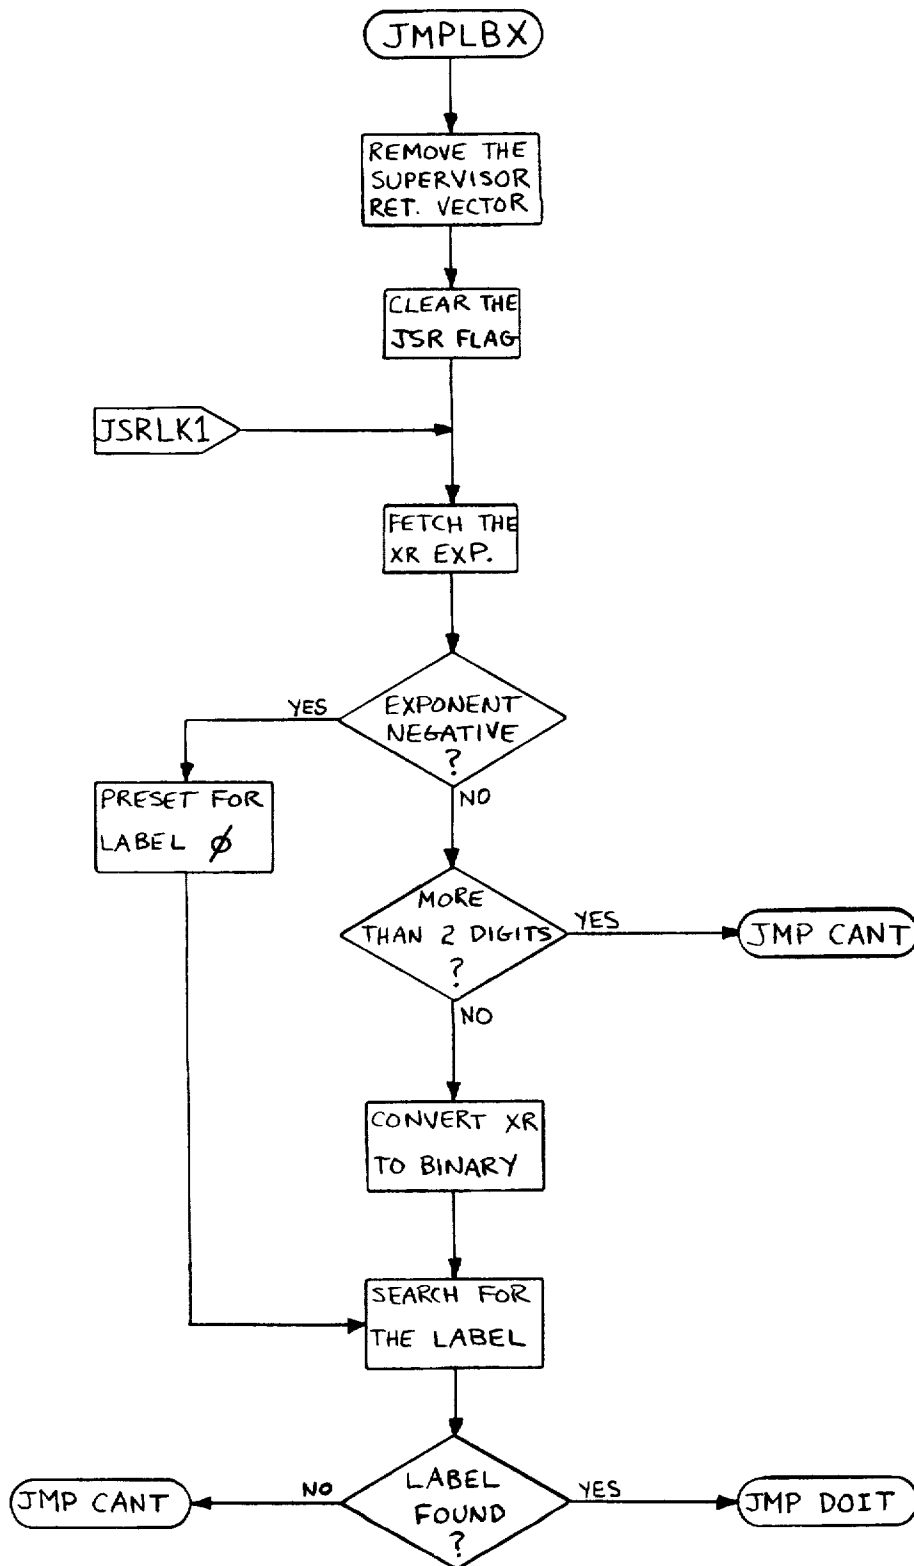 JMPLBX
REMOVE THE
SUPERVISOR
RET. VECTOR
CLEAR THE
JSR FLAG
JSRLK1
FETCH THE
XR EXP.
EXPONENT
NEGATIVE
?
YES
NO
PRESET FOR
LABEL Ø
MORE
THAN 2 DIGITS
?
YES
JMP CANT
NO
CONVERT XR
TO BINARY
SEARCH FOR
THE LABEL
LABEL
FOUND
?
NO
JMP CANT
YES
JMP DOIT